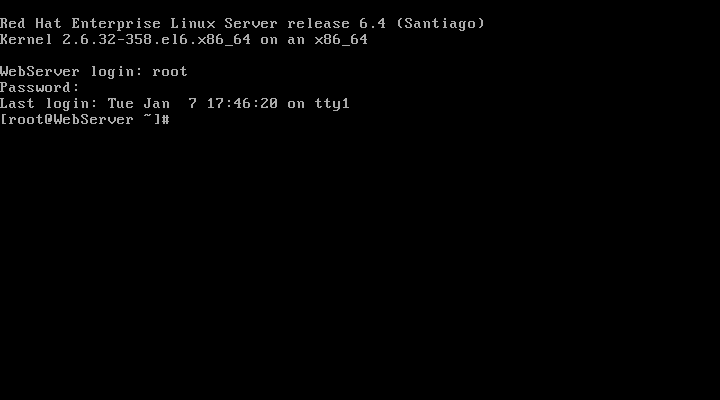 Red Hat Enterprise Linux Server release 6.4 (Santiago)
Kernel 2.6.32-358.el6.x86_64 on an x86_64
WebServer login: root
Password:
Last login: Tue Jan  7 17:46:20 on tty1
[root@WebServer ~]#